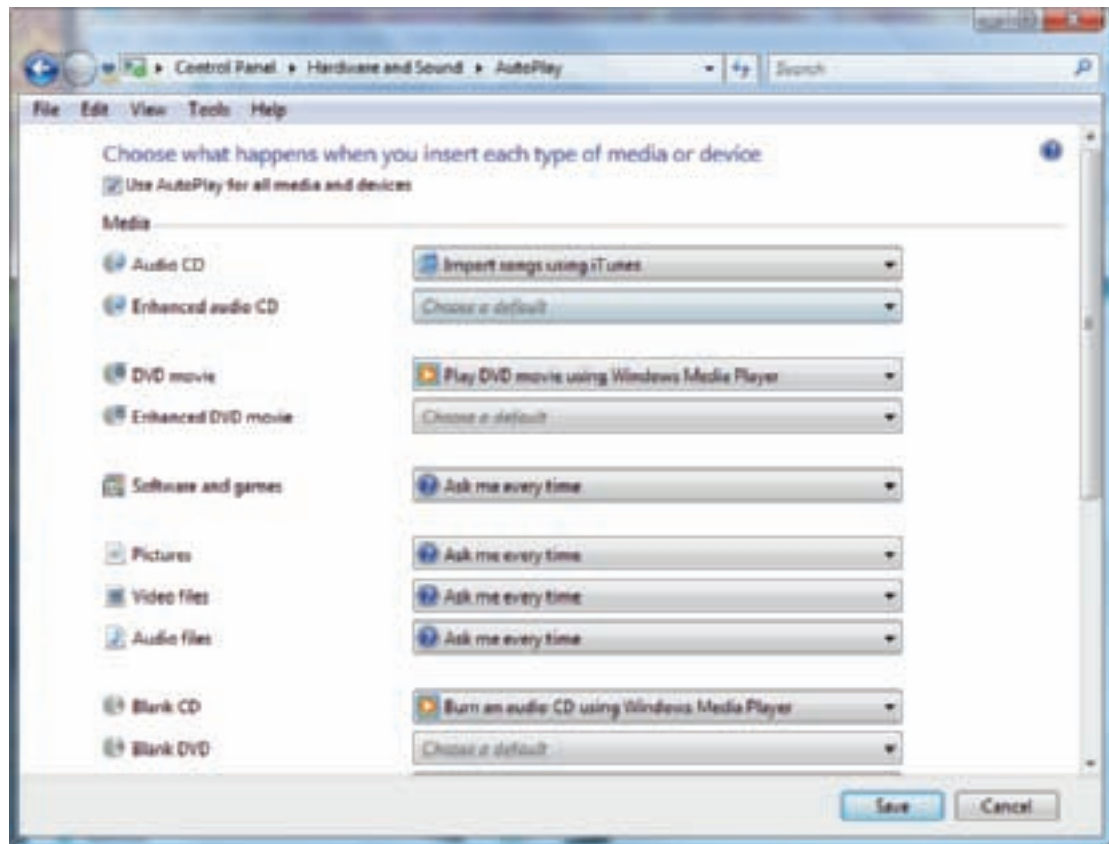 Control Panel ▸ Hardware and Sound ▸ AutoPlay Search
File Edit View Tools Help
Choose what happens when you insert each type of media or device
Use AutoPlay for all media and devices
Media
Audio CD Import songs using iTunes
Enhanced audio CD Choose a default
DVD movie Play DVD movie using Windows Media Player
Enhanced DVD movie Choose a default
Software and games Ask me every time
Pictures Ask me every time
Video files Ask me every time
Audio files Ask me every time
Blank CD Burn an audio CD using Windows Media Player
Blank DVD Choose a default
Save Cancel